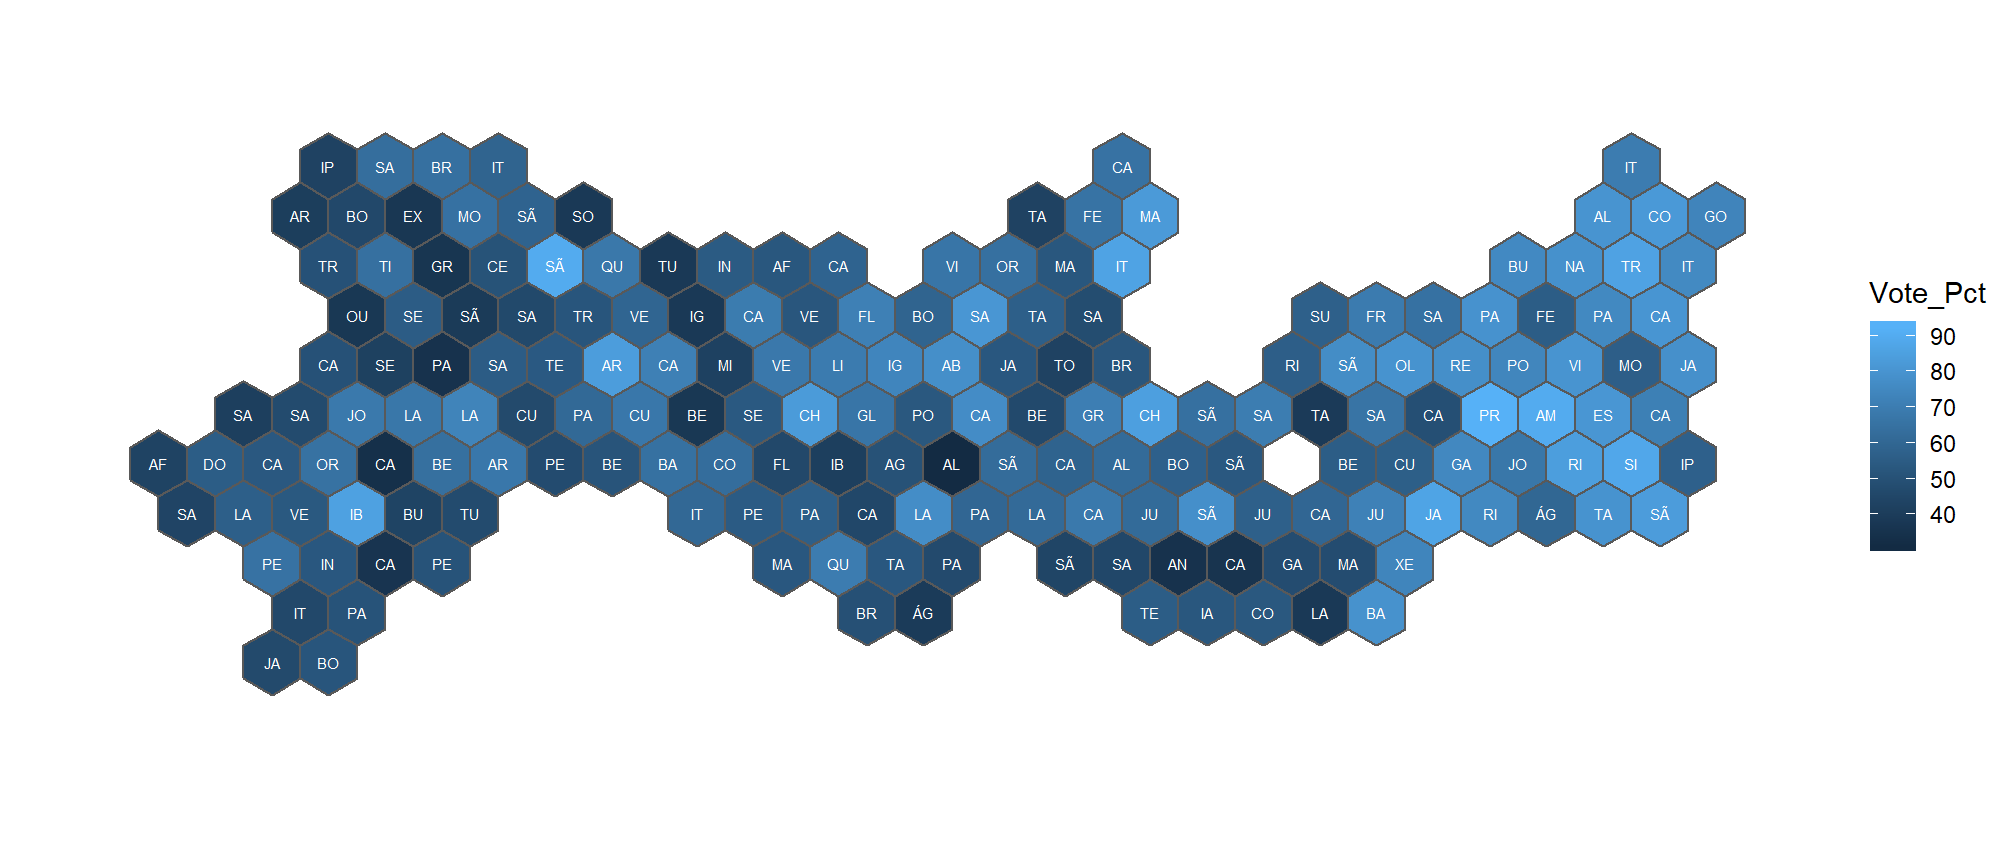 IP SA BR IT CA IT
AR BO EX MO SÃ SO TA FE MA AL CO GO
TR TI GR CE SÃ QU TU IN AF CA VI OR MA IT BU NA TR IT
OU SE SÃ SA TR VE IG CA VE FL BO SA TA SA SU FR SA PA FE PA CA
CA SE PA SA TE AR CA MI VE LI IG AB JA TO BR RI SÃ OL RE PO VI MO JA
SA SA JO LA LA CU PA CU BE SE CH GL PO CA BE GR CH SÃ SA TA SA CA PR AM ES CA
AF DO CA OR CA BE AR PE BE BA CO FL IB AG AL SÃ CA AL BO SÃ BE CU GA JO RI SI IP
SA LA VE IB BU TU IT PE PA CA LA PA LA CA JU SÃ JU CA JU JA RI ÁG TA SÃ
PE IN CA PE MA QU TA PA SÃ SA AN CA GA MA XE
IT PA BR ÁG TE IA CO LA BA
JA BO
Vote_Pct
90
80
70
60
50
40